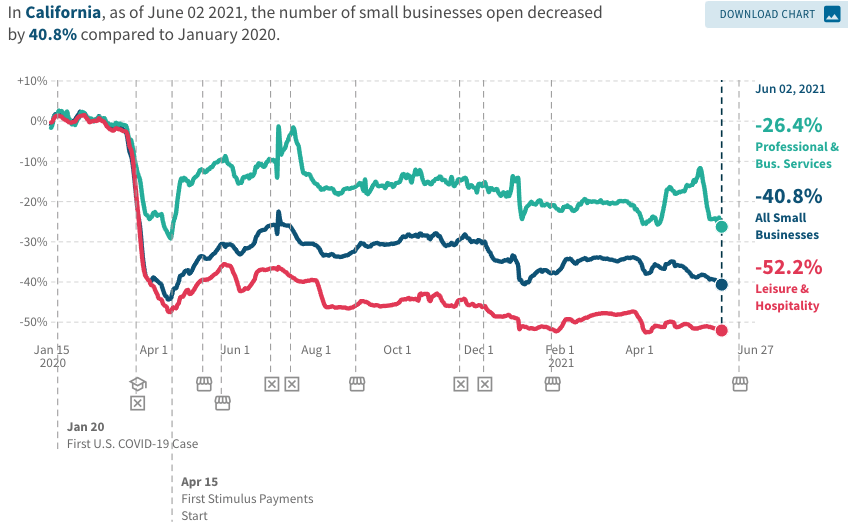 In California, as of June 02 2021, the number of small businesses open decreased
by 40.8% compared to January 2020.
DOWNLOAD CHART
+10%
0%
-10%
-20%
-30%
-40%
-50%
Jun 02, 2021
-26.4%
Professional &
Bus. Services
-40.8%
All Small
Businesses
-52.2%
Leisure &
Hospitality
Jan 15
2020
Apr 1
Jun 1
Aug 1
Oct 1
Dec 1
Feb 1
2021
Apr 1
Jun 27
Jan 20
First U.S. COVID-19 Case
Apr 15
First Stimulus Payments
Start